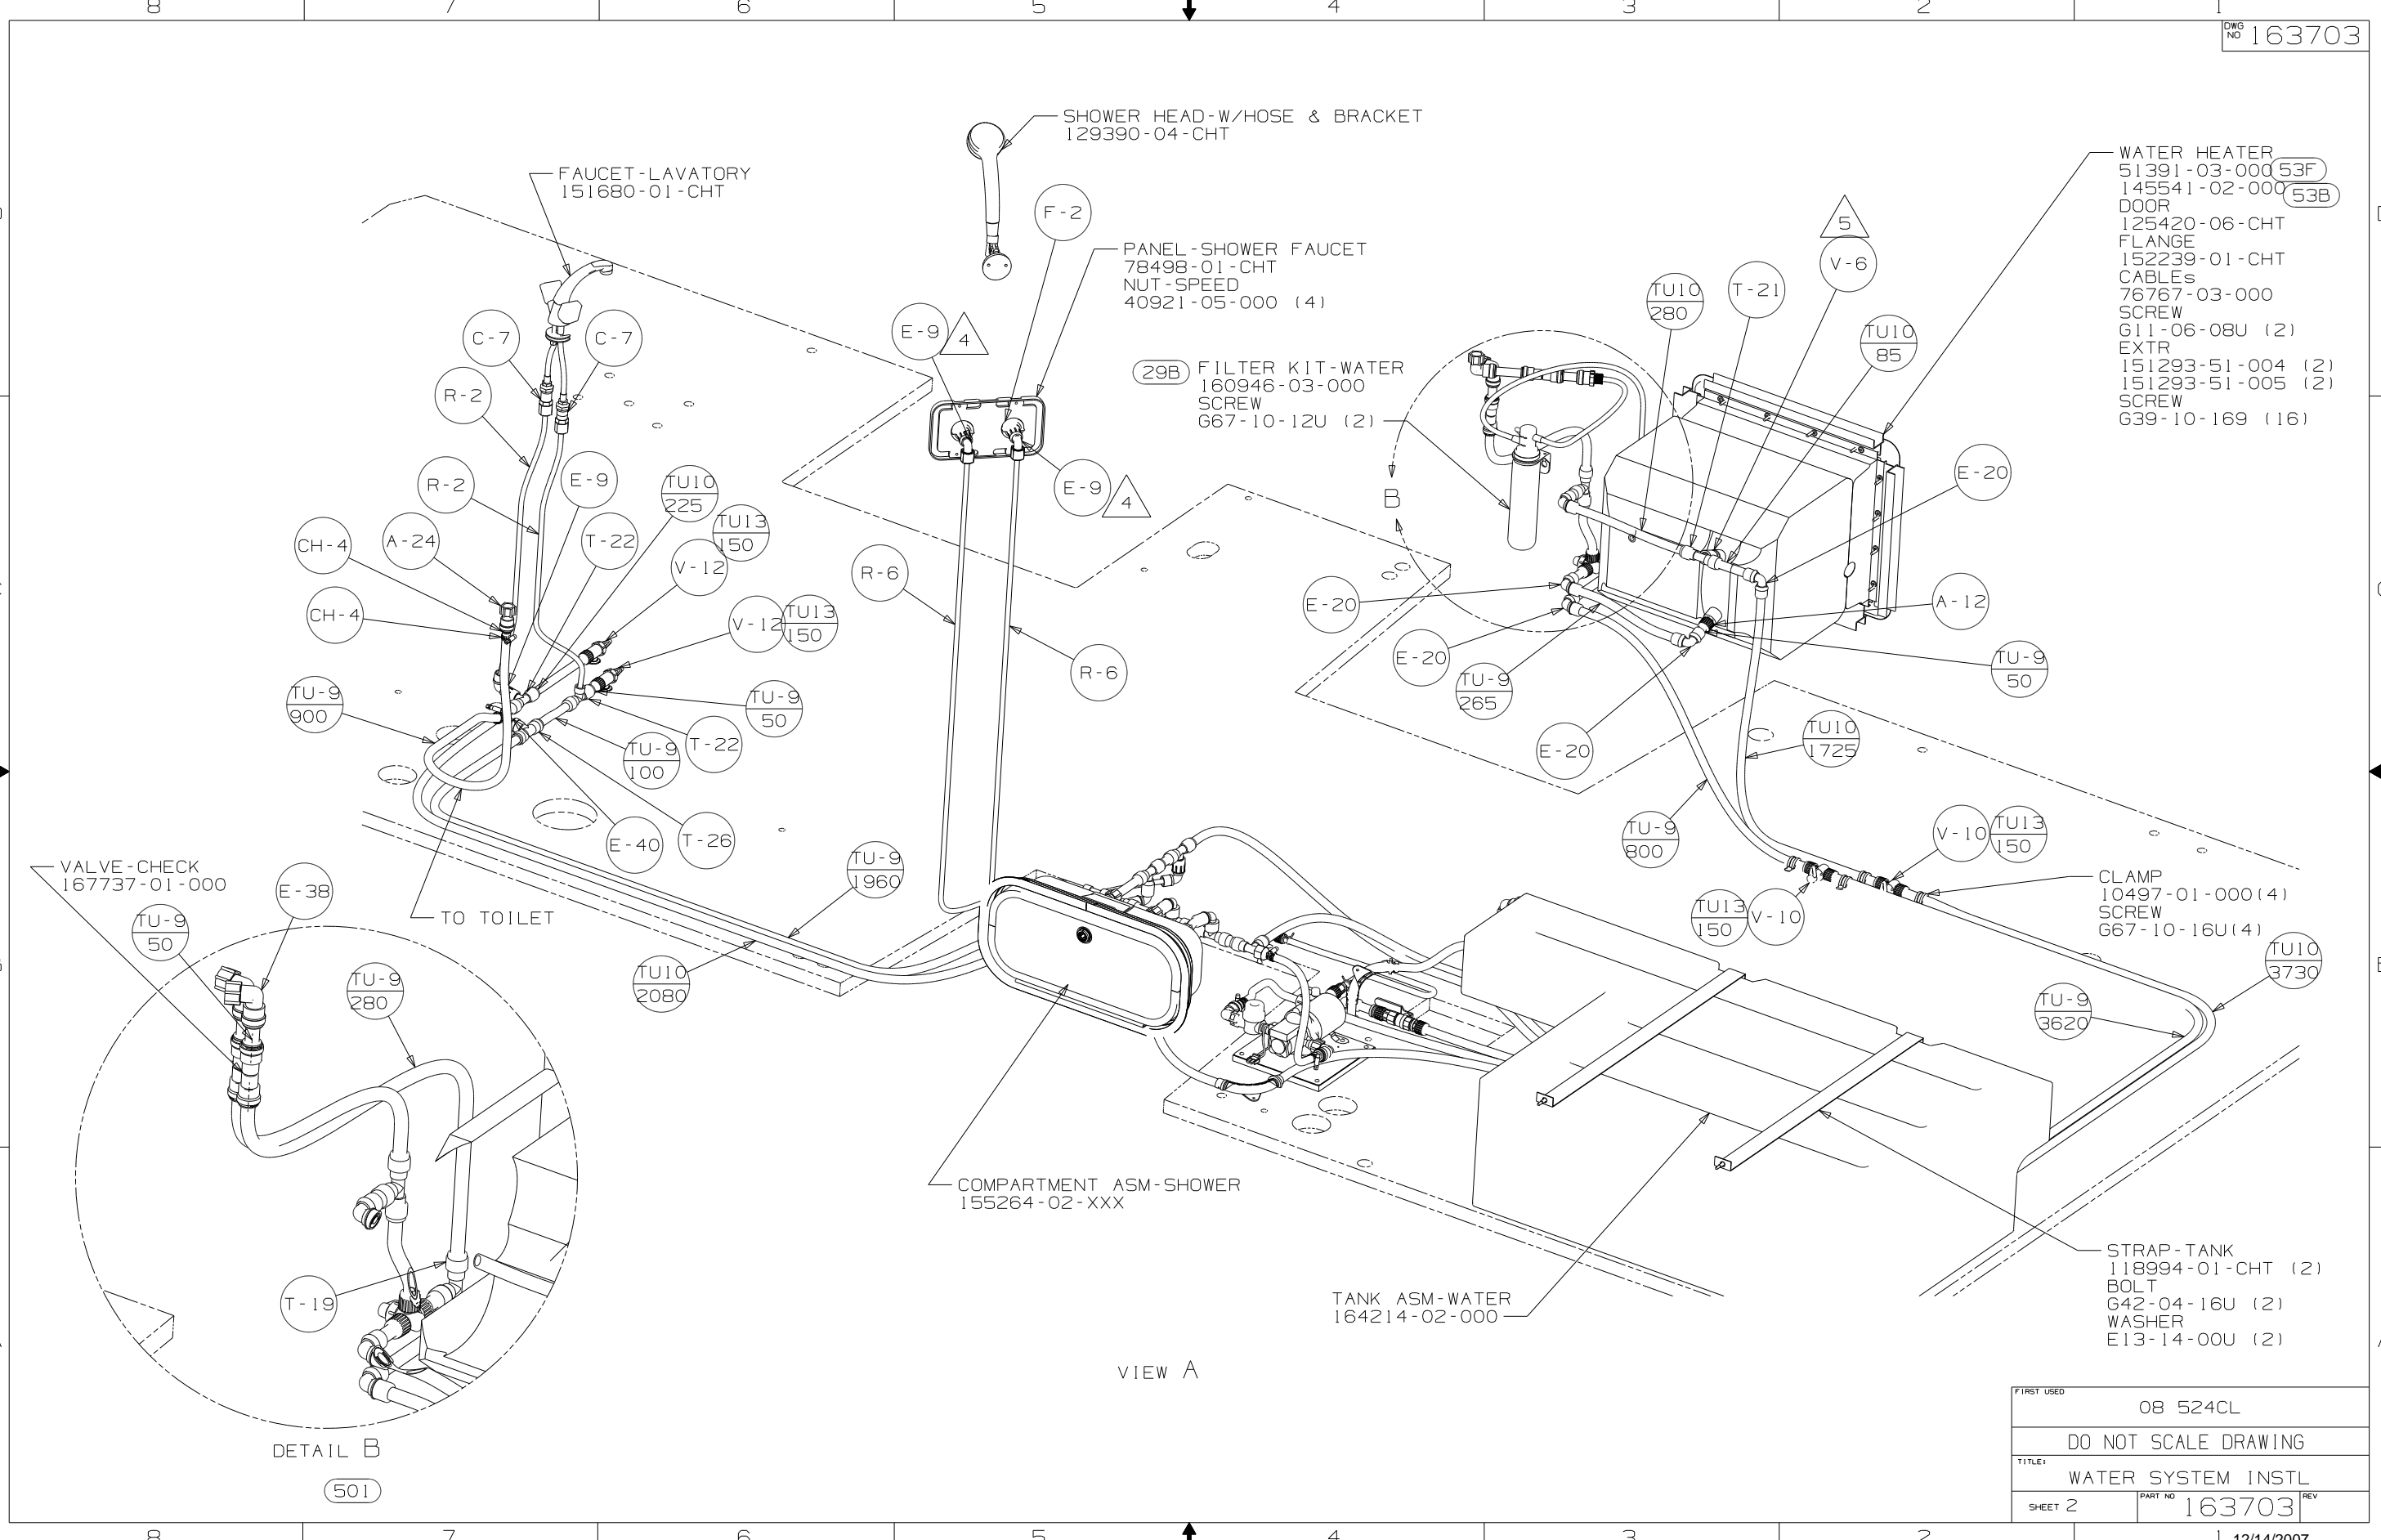 8 7 6 5 4 3 2 1
DWG NO 163703
SHOWER HEAD-W/HOSE & BRACKET
129390-04-CHT
FAUCET-LAVATORY
151680-01-CHT
F-2
PANEL-SHOWER FAUCET
78498-01-CHT
NUT-SPEED
40921-05-000 (4)
E-9 4
WATER HEATER
51391-03-000 53F
145541-02-000 53B
DOOR
125420-06-CHT
FLANGE
152239-01-CHT
CABLEs
76767-03-000
SCREW
G11-06-08U (2)
EXTR
151293-51-004 (2)
151293-51-005 (2)
SCREW
G39-10-169 (16)
5
V-6
TU10
280
T-21
TU10
85
29B FILTER KIT-WATER
160946-03-000
SCREW
G67-10-12U (2)
C-7
C-7
R-2
R-2
E-9
TU10
225
TU13
150
CH-4
A-24
T-22
V-12
CH-4
V-12
TU13
150
TU-9
900
TU-9
50
T-22
TU-9
100
E-40
T-26
TO TOILET
E-9 4
R-6
R-6
B
E-20
E-20
E-20
A-12
TU-9
265
TU-9
50
E-20
TU10
1725
TU-9
800
V-10
TU13
150
TU13
150
V-10
CLAMP
10497-01-000(4)
SCREW
G67-10-16U(4)
TU10
3730
TU-9
3620
TU-9
1960
TU10
2080
VALVE-CHECK
167737-01-000
E-38
TU-9
50
TU-9
280
T-19
COMPARTMENT ASM-SHOWER
155264-02-XXX
TANK ASM-WATER
164214-02-000
STRAP-TANK
118994-01-CHT (2)
BOLT
G42-04-16U (2)
WASHER
E13-14-00U (2)
VIEW A
DETAIL B
501
FIRST USED
08 524CL
DO NOT SCALE DRAWING
TITLE:
WATER SYSTEM INSTL
SHEET 2
PART NO 163703 REV
8 7 6 5 4 3 2 1
12/14/2007